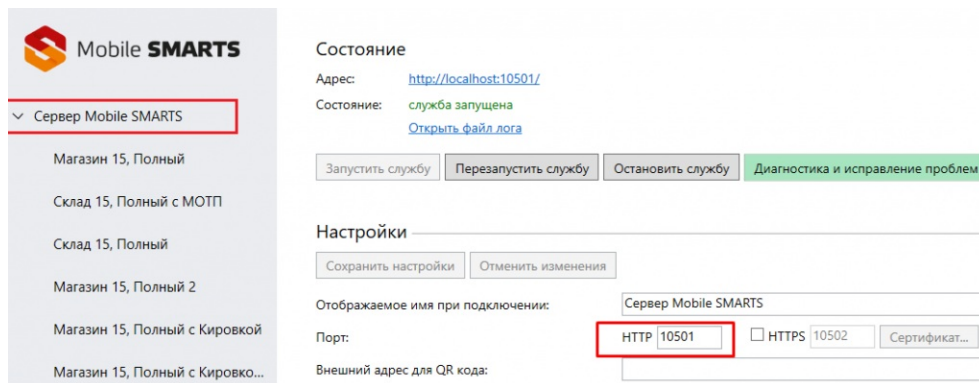 Mobile SMARTS
Сервер Mobile SMARTS
Магазин 15, Полный
Склад 15, Полный с МОТП
Склад 15, Полный
Магазин 15, Полный 2
Магазин 15, Полный с Кировкой
Магазин 15, Полный с Кировко...
Состояние
Адрес: http://localhost:10501/
Состояние: служба запущена
Открыть файл лога
Запустить службу Перезапустить службу Остановить службу Диагностика и исправление проблем
Настройки
Сохранить настройки Отменить изменения
Отображаемое имя при подключении: Сервер Mobile SMARTS
Порт: HTTP 10501 HTTPS 10502 Сертификат...
Внешний адрес для QR кода: